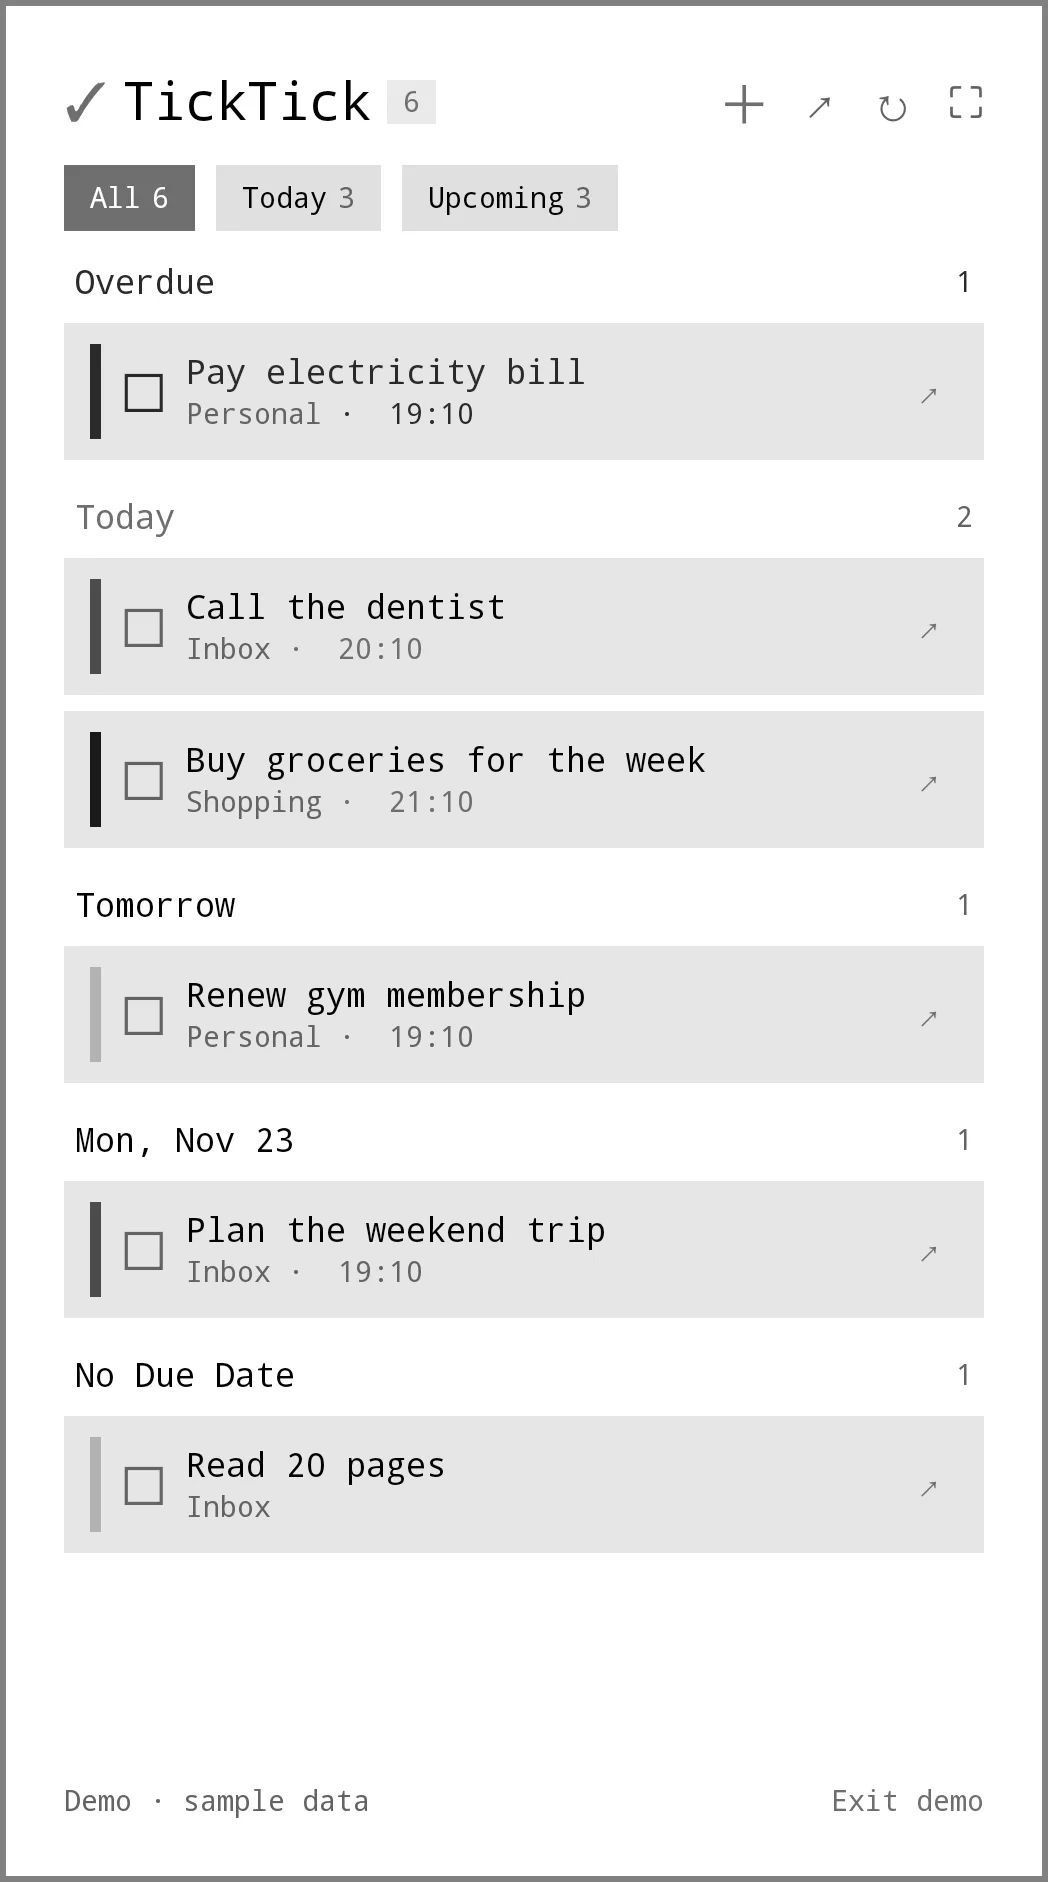 ✓ TickTick 6
All 6 Today 3 Upcoming 3
Overdue 1
Pay electricity bill
Personal · 19:10
Today 2
Call the dentist
Inbox · 20:10
Buy groceries for the week
Shopping · 21:10
Tomorrow 1
Renew gym membership
Personal · 19:10
Mon, Nov 23 1
Plan the weekend trip
Inbox · 19:10
No Due Date 1
Read 20 pages
Inbox
Demo · sample data Exit demo